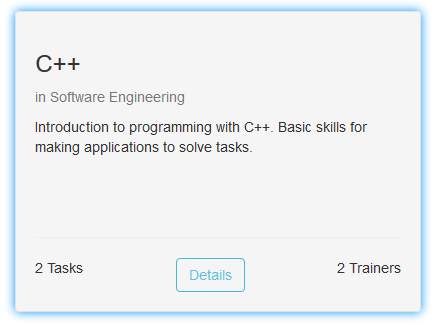 C++
in Software Engineering
Introduction to programming with C++. Basic skills for
making applications to solve tasks.
2 Tasks Details 2 Trainers